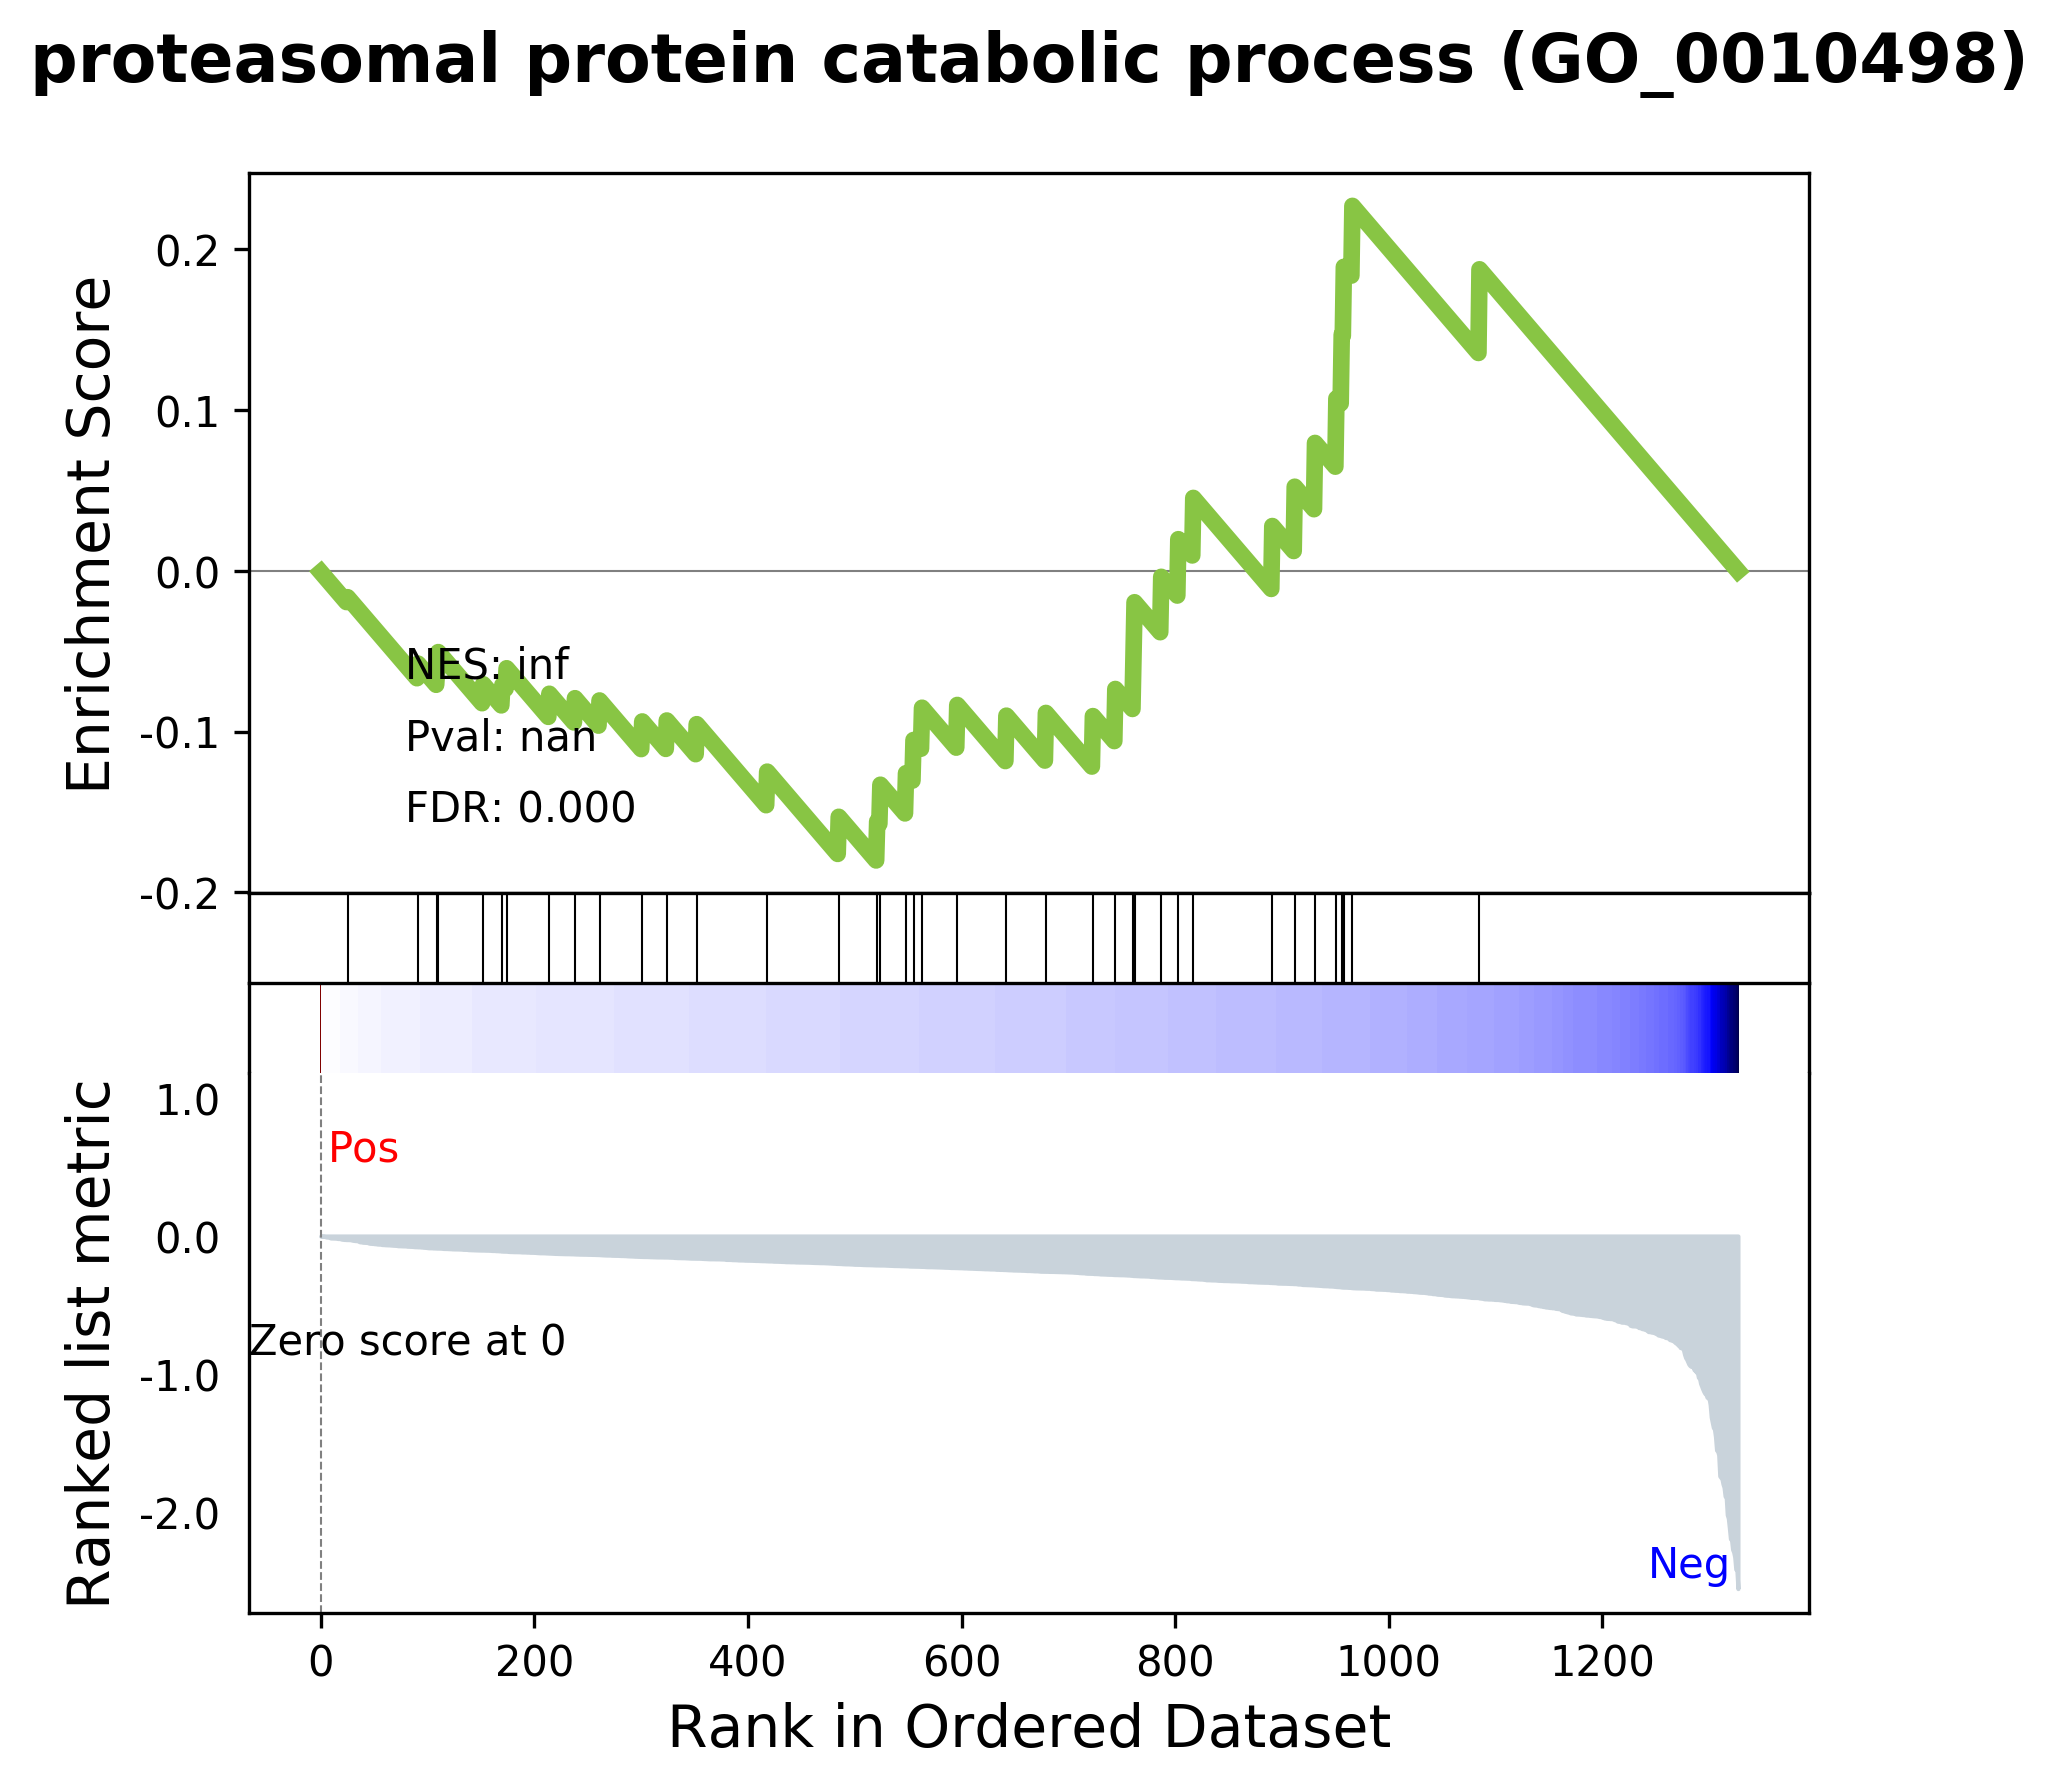 proteasomal protein catabolic process (GO_0010498)
Enrichment Score
0.2
0.1
0.0
-0.1
-0.2
NES: inf
Pval: nan
FDR: 0.000
Ranked list metric
1.0
0.0
-1.0
-2.0
Pos
Zero score at 0
Neg
0 200 400 600 800 1000 1200
Rank in Ordered Dataset